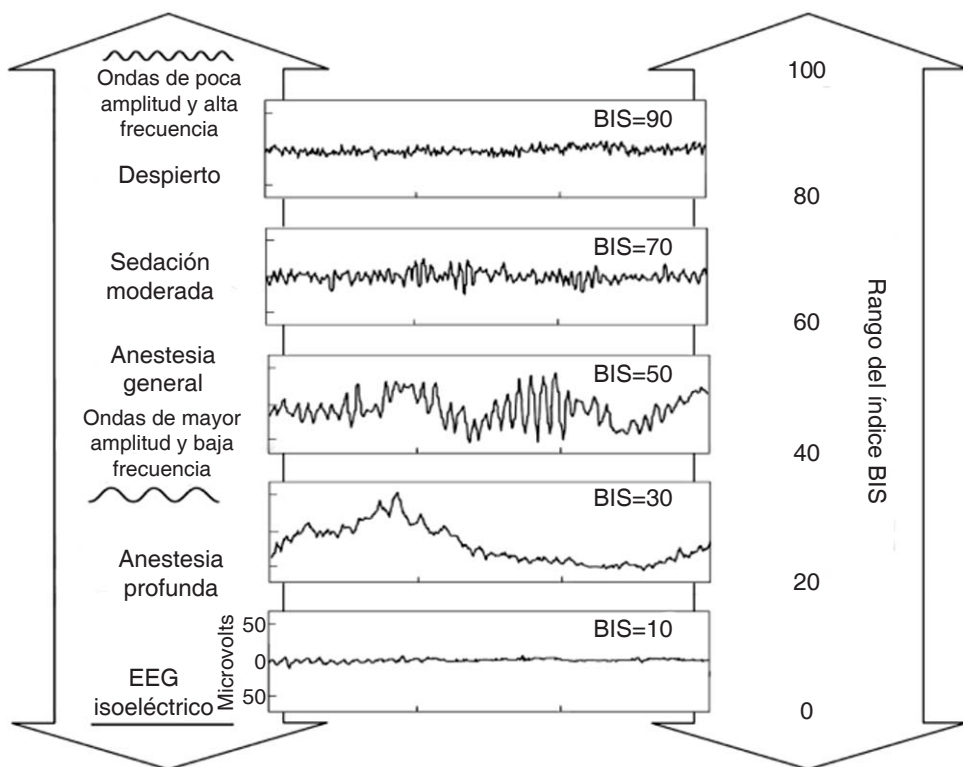 Ondas de poca
amplitud y alta
frecuencia
Despierto
Sedación
moderada
Anestesia
general
Ondas de mayor
amplitud y baja
frecuencia
Anestesia
profunda
EEG
isoeléctrico
BIS=90
BIS=70
BIS=50
BIS=30
BIS=10
Microvolts
50
0
50
100
80
60
40
20
0
Rango del índice BIS